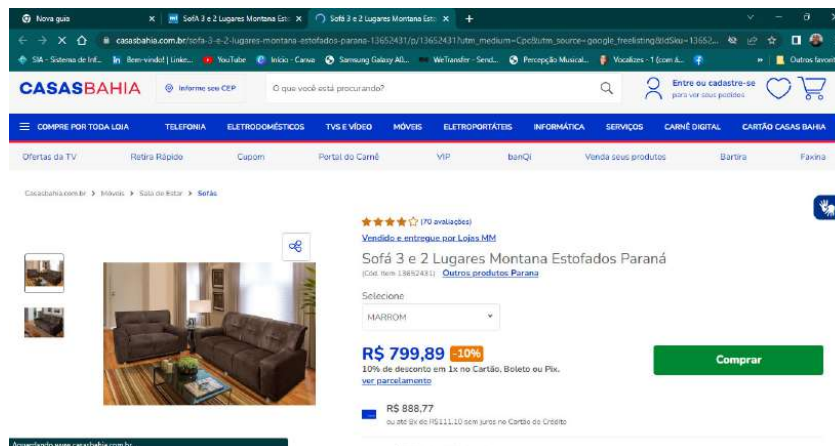 Nova guia
SofÁ 3 e 2 Lugares Montana Est
Sofá 3 e 2 Lugares Montana Est
casasbahia.com.br/sofa-3-e-2-lugares-montana-estofados-parana-13652431/p/13652431?utm_medium=Cpc&utm_source=google_freelisting&IdSku=13652...
SIA - Sistema de Inf...
Bem-vindo! | Linke...
YouTube
Início - Canva
Samsung Galaxy A0...
WeTransfer - Send...
Percepção Musical...
Vocalizes - 1 (com á...
Outros favoritos
CASASBAHIA
Informe seu CEP
O que você está procurando?
Entre ou cadastre-se
para ver seus pedidos
COMPRE POR TODA LOJA TELEFONIA ELETRODOMÉSTICOS TVS E VÍDEO MÓVEIS ELETROPORTÁTEIS INFORMÁTICA SERVIÇOS CARNÊ DIGITAL CARTÃO CASAS BAHIA
Ofertas da TV Retira Rápido Cupom Portal do Carnê VIP banQi Venda seus produtos Bartira Faxina
Casasbahia.com.br > Móveis > Sala de Estar > Sofás
(70 avaliações)
Vendido e entregue por Lojas MM
Sofá 3 e 2 Lugares Montana Estofados Paraná
(Cód. Item 13652431) Outros produtos Parana
Selecione
MARROM
R$ 799,89 -10%
10% de desconto em 1x no Cartão, Boleto ou Pix.
ver parcelamento
Comprar
R$ 888,77
ou até 8x de R$111,10 sem juros no Cartão de Crédito
Aguardando www.casasbahia.com.br